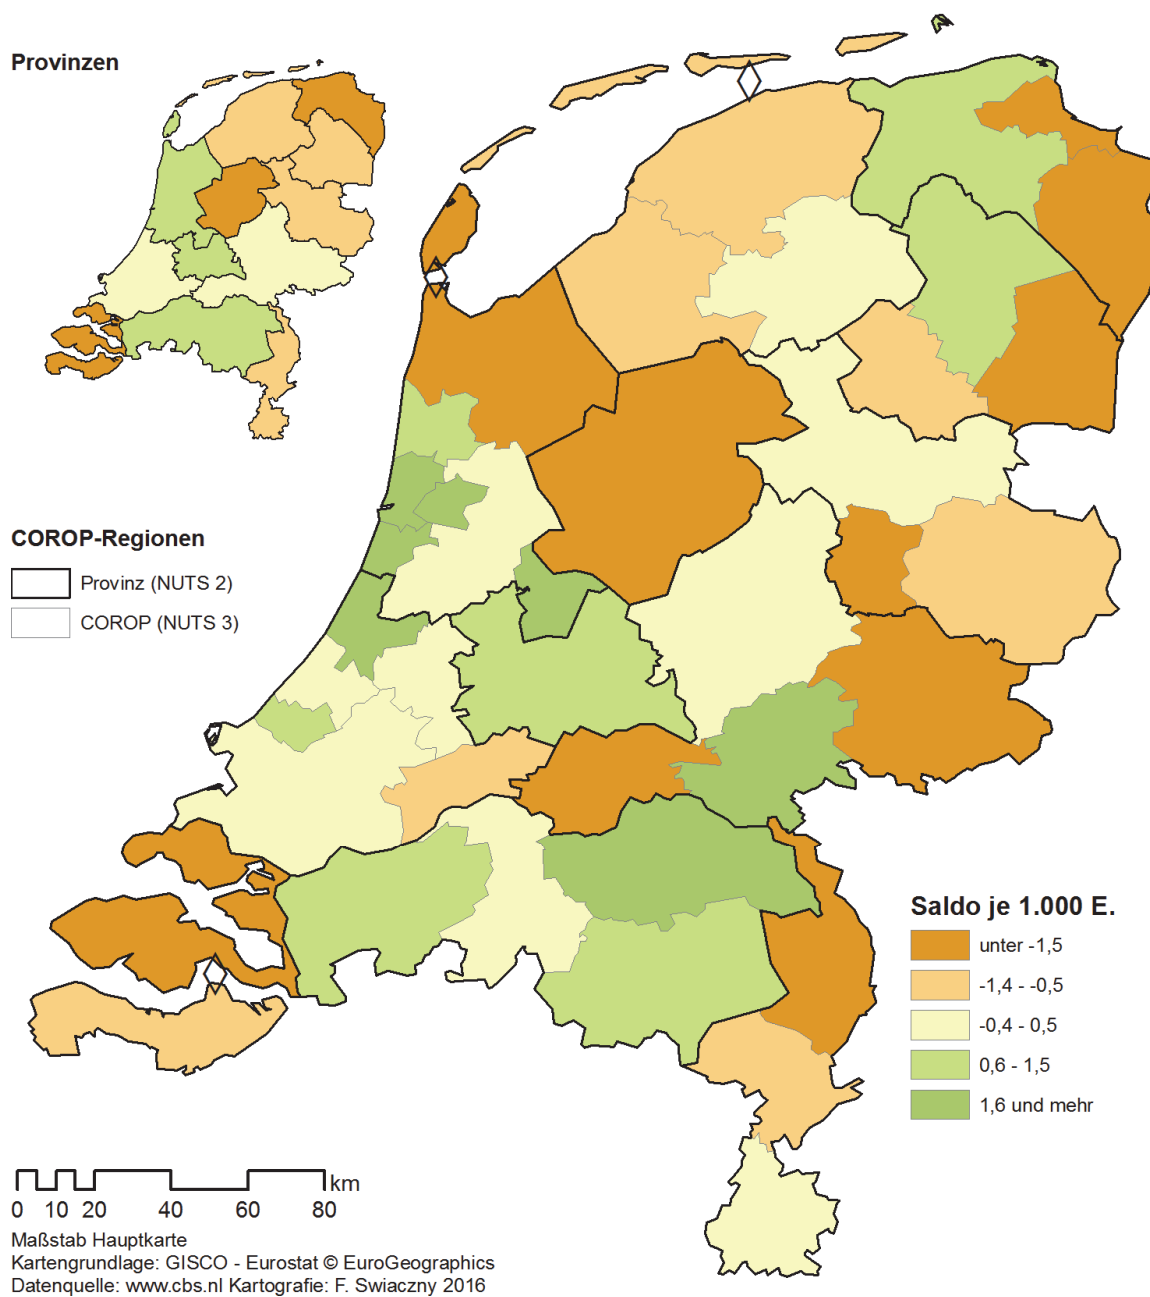 Provinzen
COROP-Regionen
Provinz (NUTS 2)
COROP (NUTS 3)
Saldo je 1.000 E.
unter -1,5
-1,4 - -0,5
-0,4 - 0,5
0,6 - 1,5
1,6 und mehr
km
0 10 20 40 60 80
Maßstab Hauptkarte
Kartengrundlage: GISCO - Eurostat © EuroGeographics
Datenquelle: www.cbs.nl Kartografie: F. Swiaczny 2016